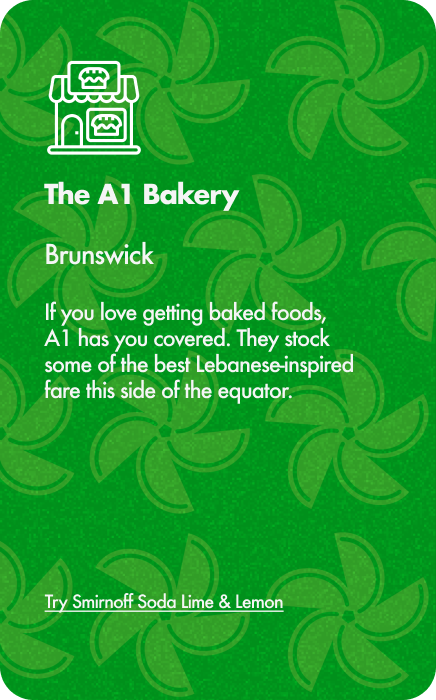 The A1 Bakery
Brunswick
If you love getting baked foods,
A1 has you covered. They stock
some of the best Lebanese-inspired
fare this side of the equator.
Try Smirnoff Soda Lime & Lemon